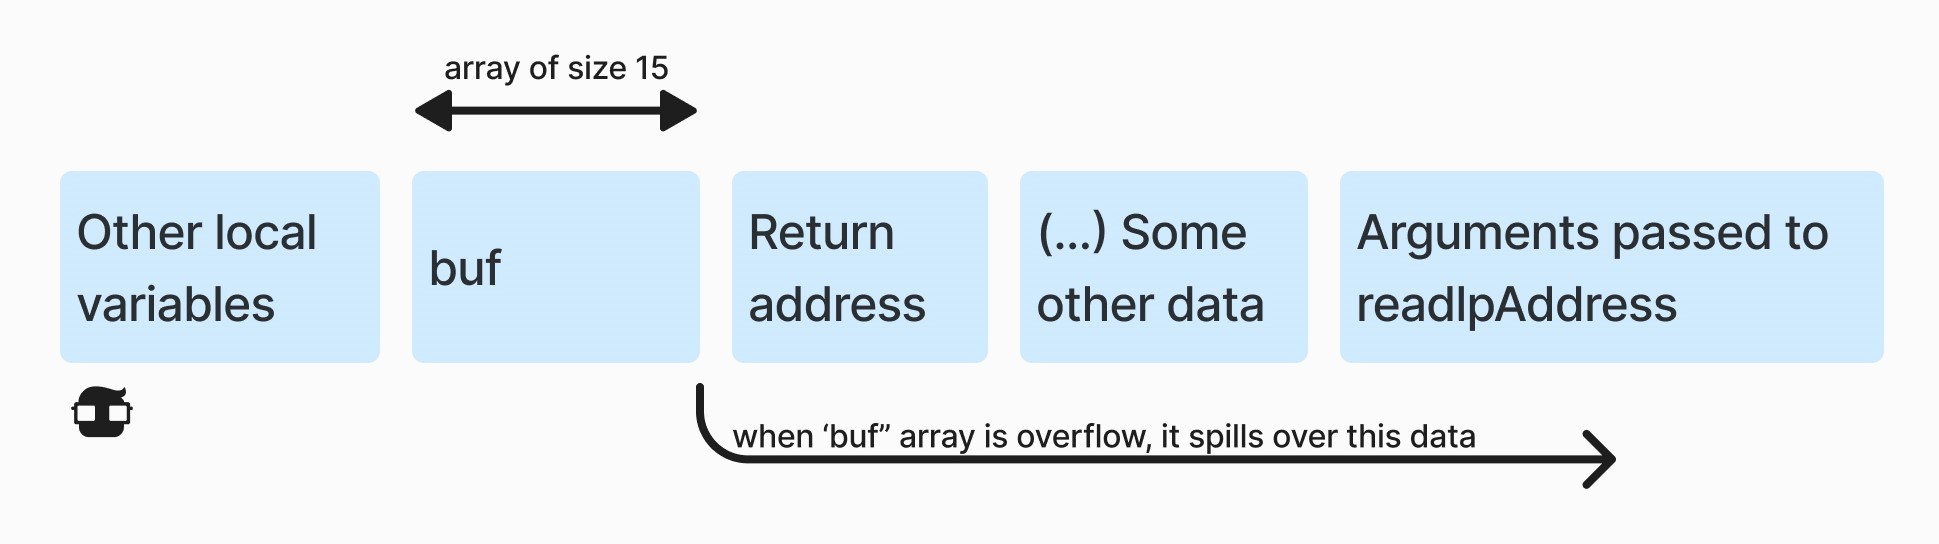 array of size 15
Other local
variables
buf
Return
address
(...) Some
other data
Arguments passed to
readIpAddress
when ‘buf” array is overflow, it spills over this data